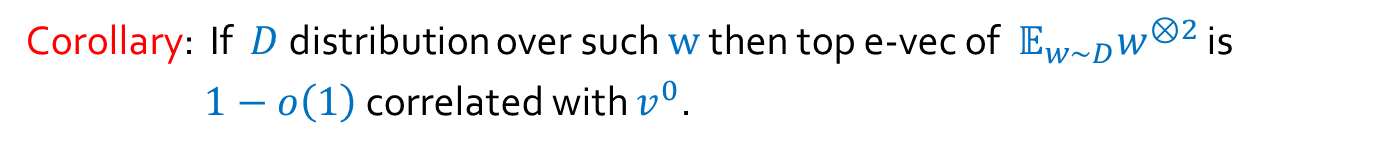 Corollary: If D distribution over such w then top e-vec of 𝔼_{w~D} w^{⊗2} is
1 − o(1) correlated with v^0.